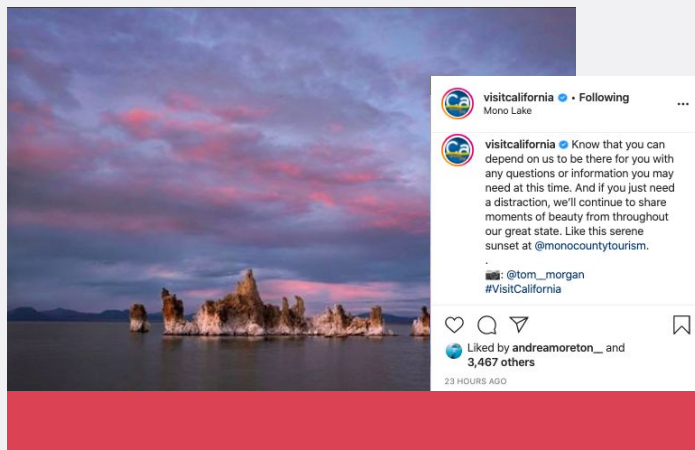 visitcalifornia • Following
Mono Lake
Ca
Ca
visitcalifornia Know that you can
depend on us to be there for you with
any questions or information you may
need at this time. And if you just need
a distraction, we'll continue to share
moments of beauty from throughout
our great state. Like this serene
sunset at @monocountytourism.
.
📷: @tom__morgan
#VisitCalifornia
Liked by andreamoreton__ and
3,467 others
23 HOURS AGO